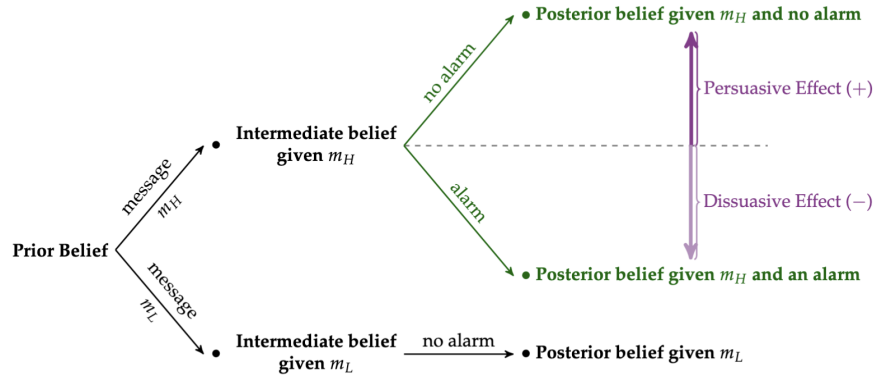 Posterior belief given m_H and no alarm
no alarm
Persuasive Effect (+)
Intermediate belief
given m_H
message
m_H
alarm
Dissuasive Effect (−)
Prior Belief
Posterior belief given m_H and an alarm
message
m_L
Intermediate belief
given m_L
no alarm
Posterior belief given m_L